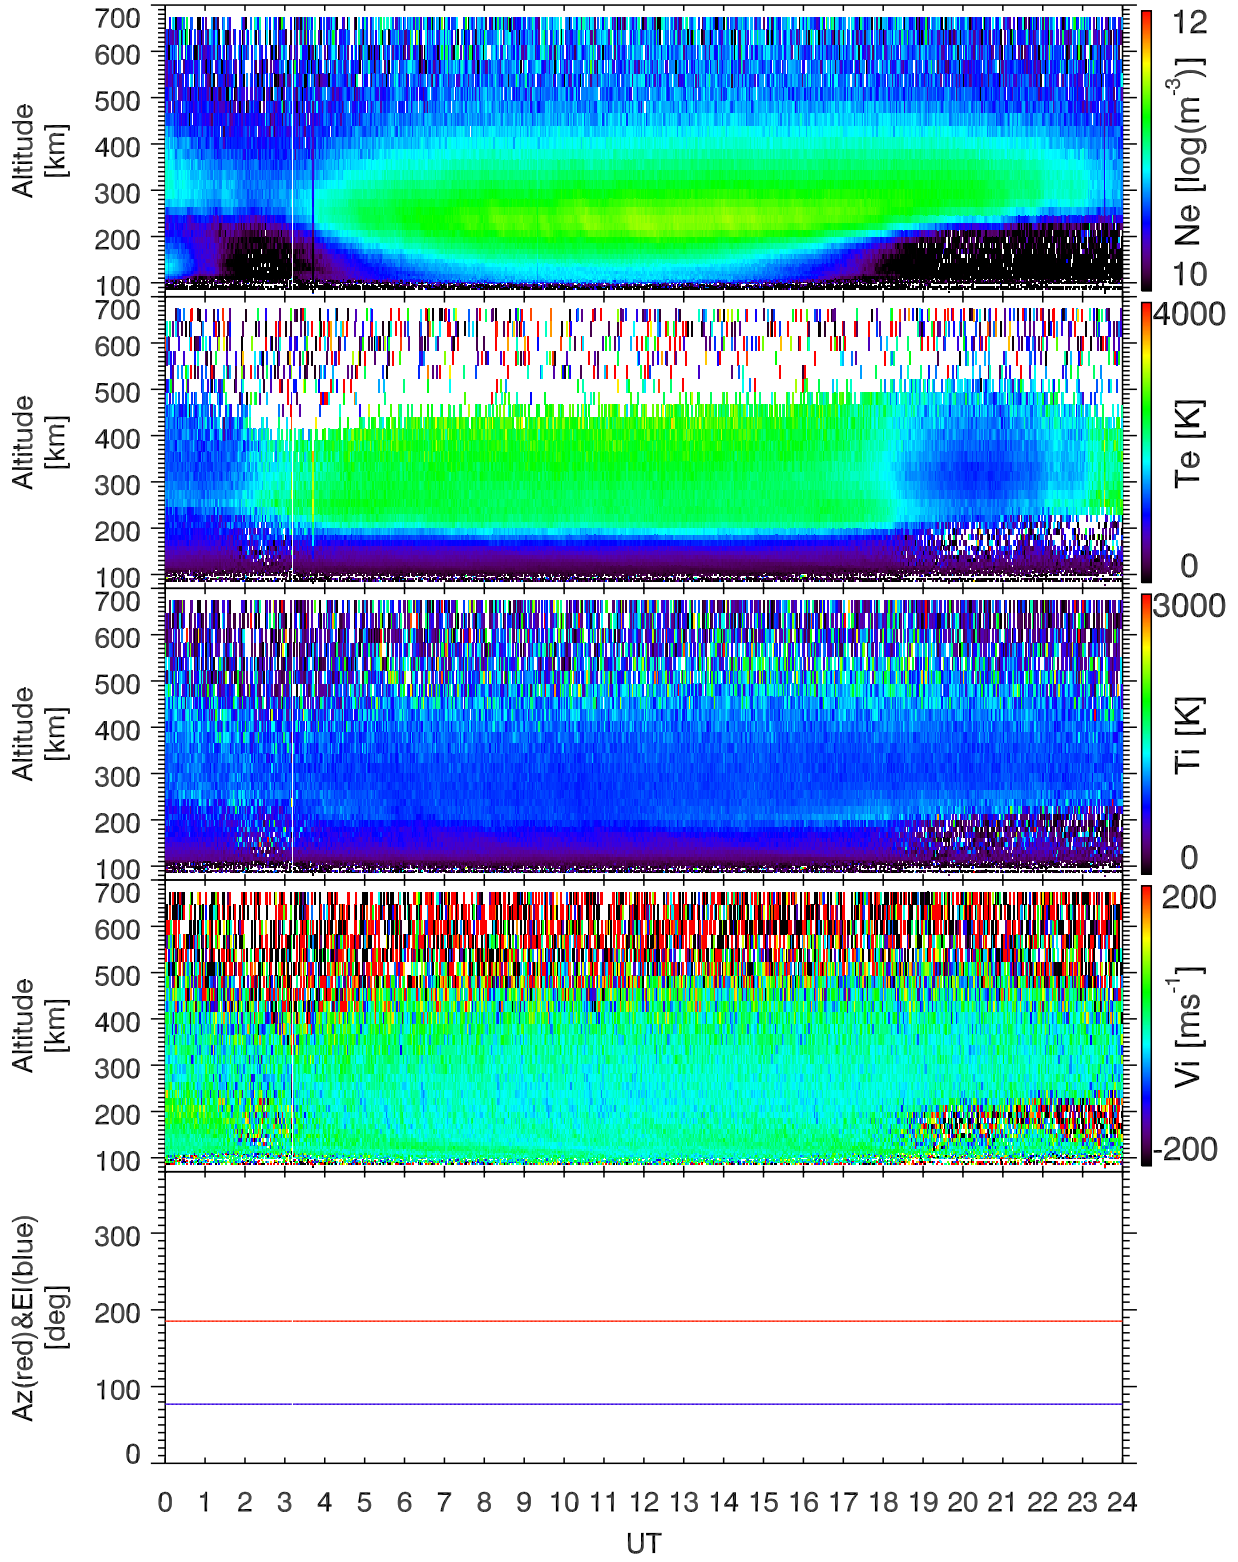 700
600
500
400
300
200
100
Altitude
[km]
12
10
Ne [log(m⁻³)]
700
600
500
400
300
200
100
Altitude
[km]
4000
0
Te [K]
700
600
500
400
300
200
100
Altitude
[km]
3000
0
Ti [K]
700
600
500
400
300
200
100
Altitude
[km]
200
-200
Vi [ms⁻¹]
300
200
100
0
Az(red)&El(blue)
[deg]
0 1 2 3 4 5 6 7 8 9 10 11 12 13 14 15 16 17 18 19 20 21 22 23 24
UT